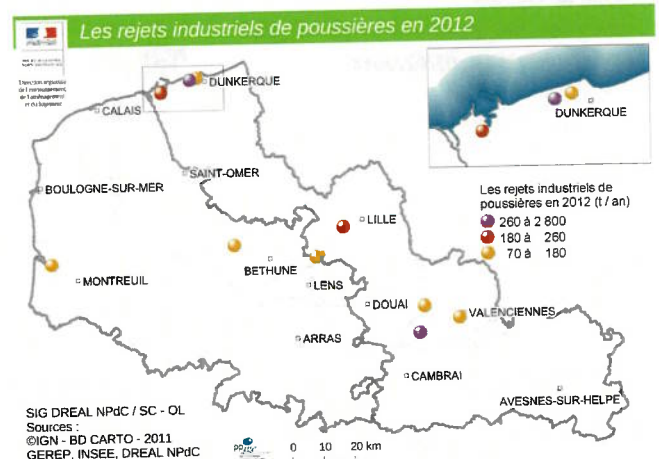 Les rejets industriels de poussières en 2012
DUNKERQUE
CALAIS
SAINT-OMER
BOULOGNE-SUR-MER
LILLE
BETHUNE
MONTREUIL
LENS
DOUAI
VALENCIENNES
ARRAS
CAMBRAI
AVESNES-SUR-HELPE
DUNKERQUE
Les rejets industriels de
poussières en 2012 (t / an)
260 à 2 800
180 à 260
70 à 180
SIG DREAL NPdC / SC - OL
Sources :
©IGN - BD CARTO - 2011
GEREP, INSEE, DREAL NPdC
0 10 20 km